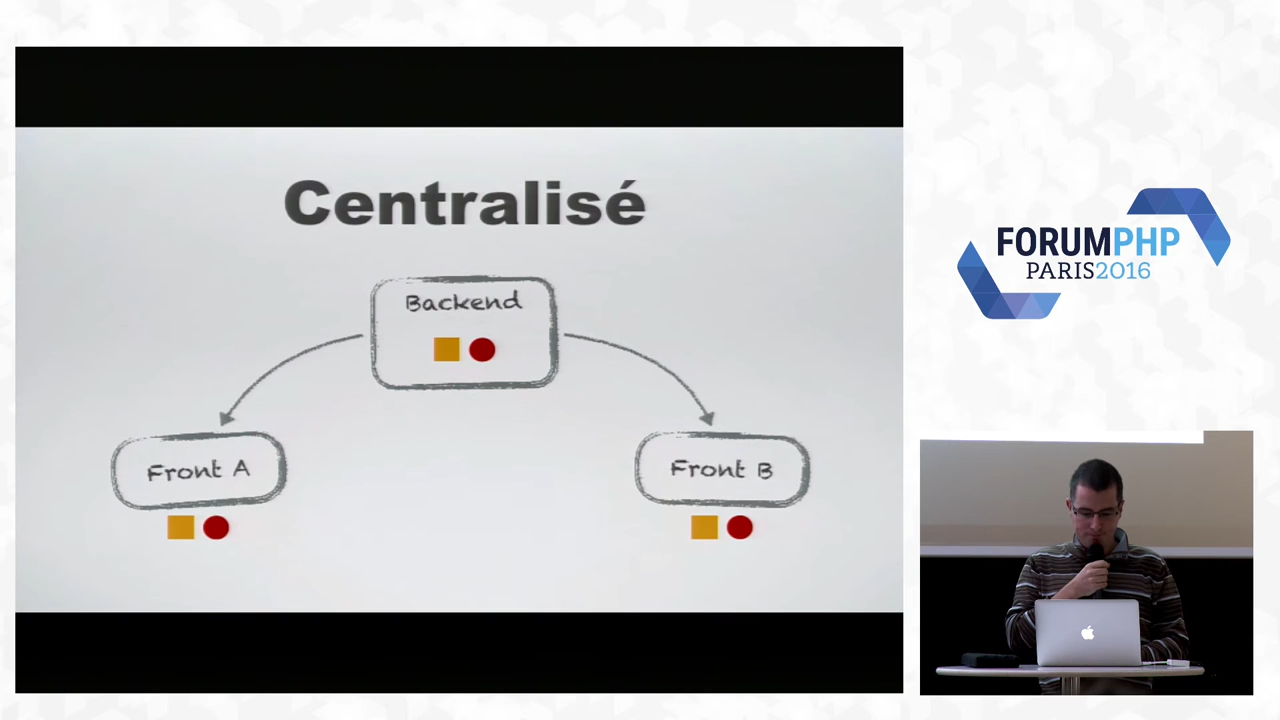 Centralisé
Backend
Front A
Front B
FORUMPHP
PARIS2016